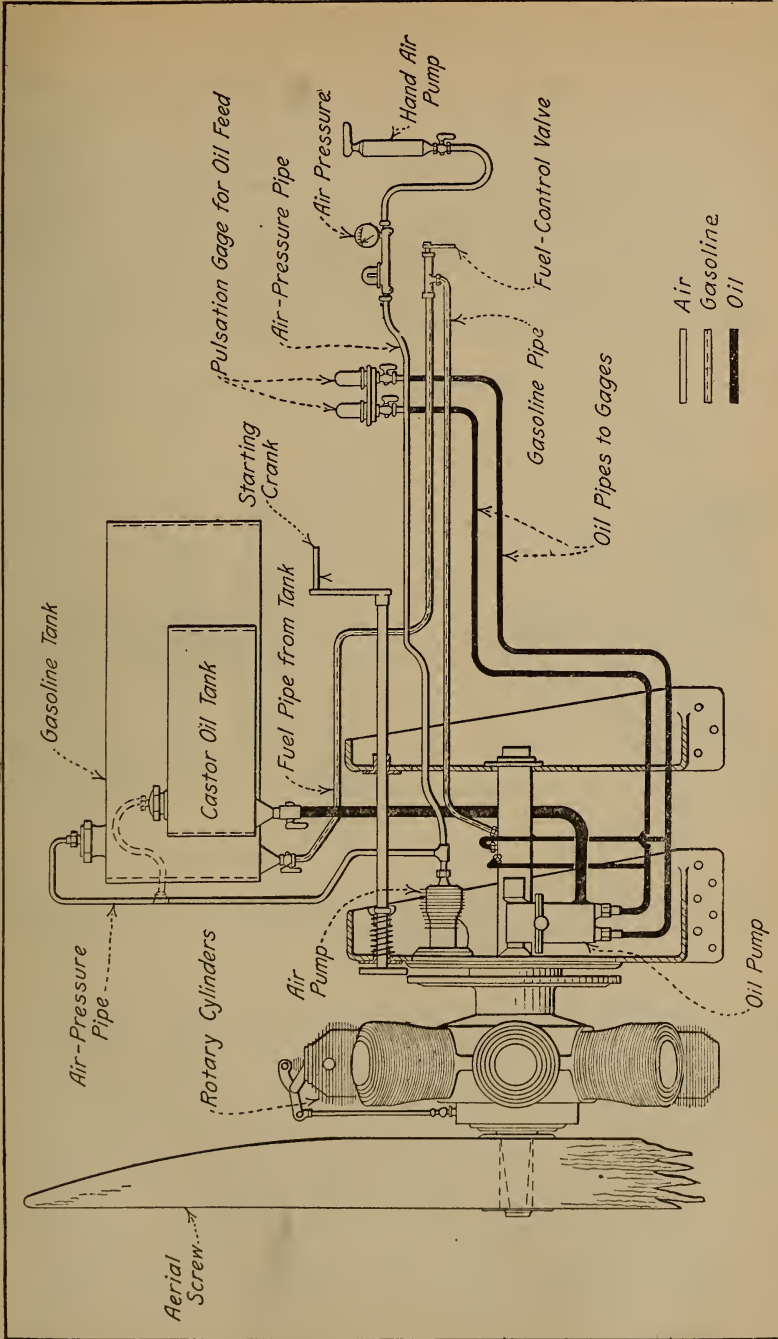 Aerial
Screw
Air-Pressure
Pipe
Rotary Cylinders
Gasoline Tank
Castor Oil Tank
Air
Pump
Fuel Pipe from Tank
Starting
Crank
Oil Pump
Pulsation Gage for Oil Feed
Air-Pressure Pipe
Air Pressure
Hand Air
Pump
Fuel-Control Valve
Gasoline Pipe
Oil Pipes to Gages
Air
Gasoline
Oil